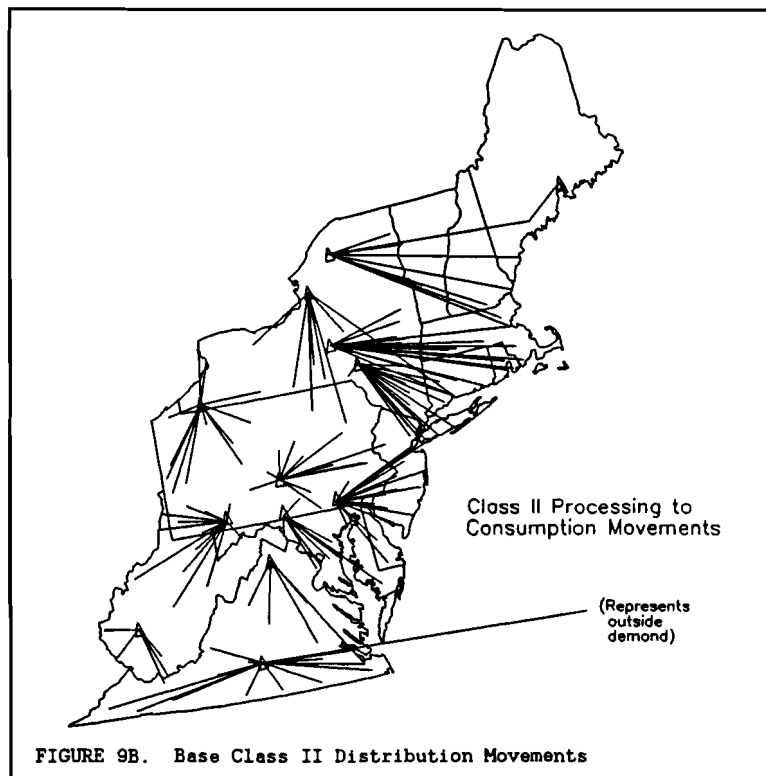 Class II Processing to
Consumption Movements
(Represents
outside
demond)
FIGURE 9B. Base Class II Distribution Movements